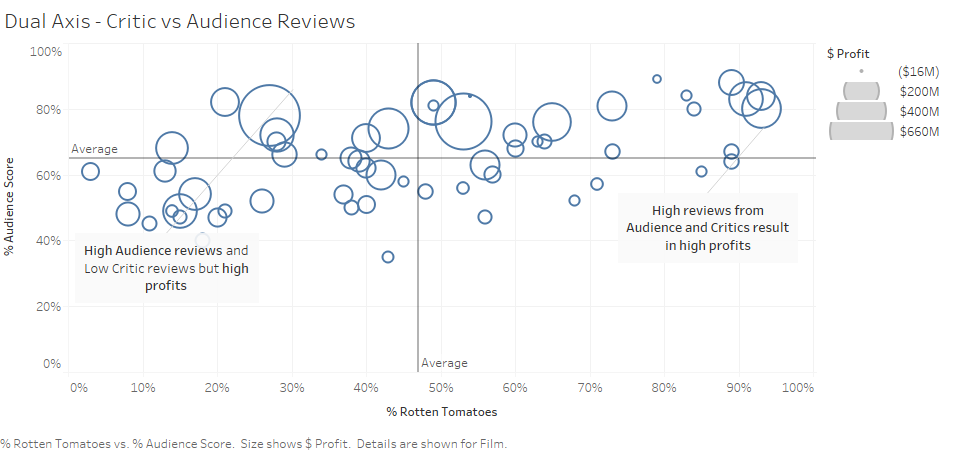 Dual Axis - Critic vs Audience Reviews
% Audience Score
100%
80%
60%
40%
20%
0%
Average
Average
High Audience reviews and
Low Critic reviews but high
profits
High reviews from
Audience and Critics result
in high profits
0%
10%
20%
30%
40%
50%
60%
70%
80%
90%
100%
% Rotten Tomatoes
$ Profit
($16M)
$200M
$400M
$660M
% Rotten Tomatoes vs. % Audience Score.  Size shows $ Profit.  Details are shown for Film.